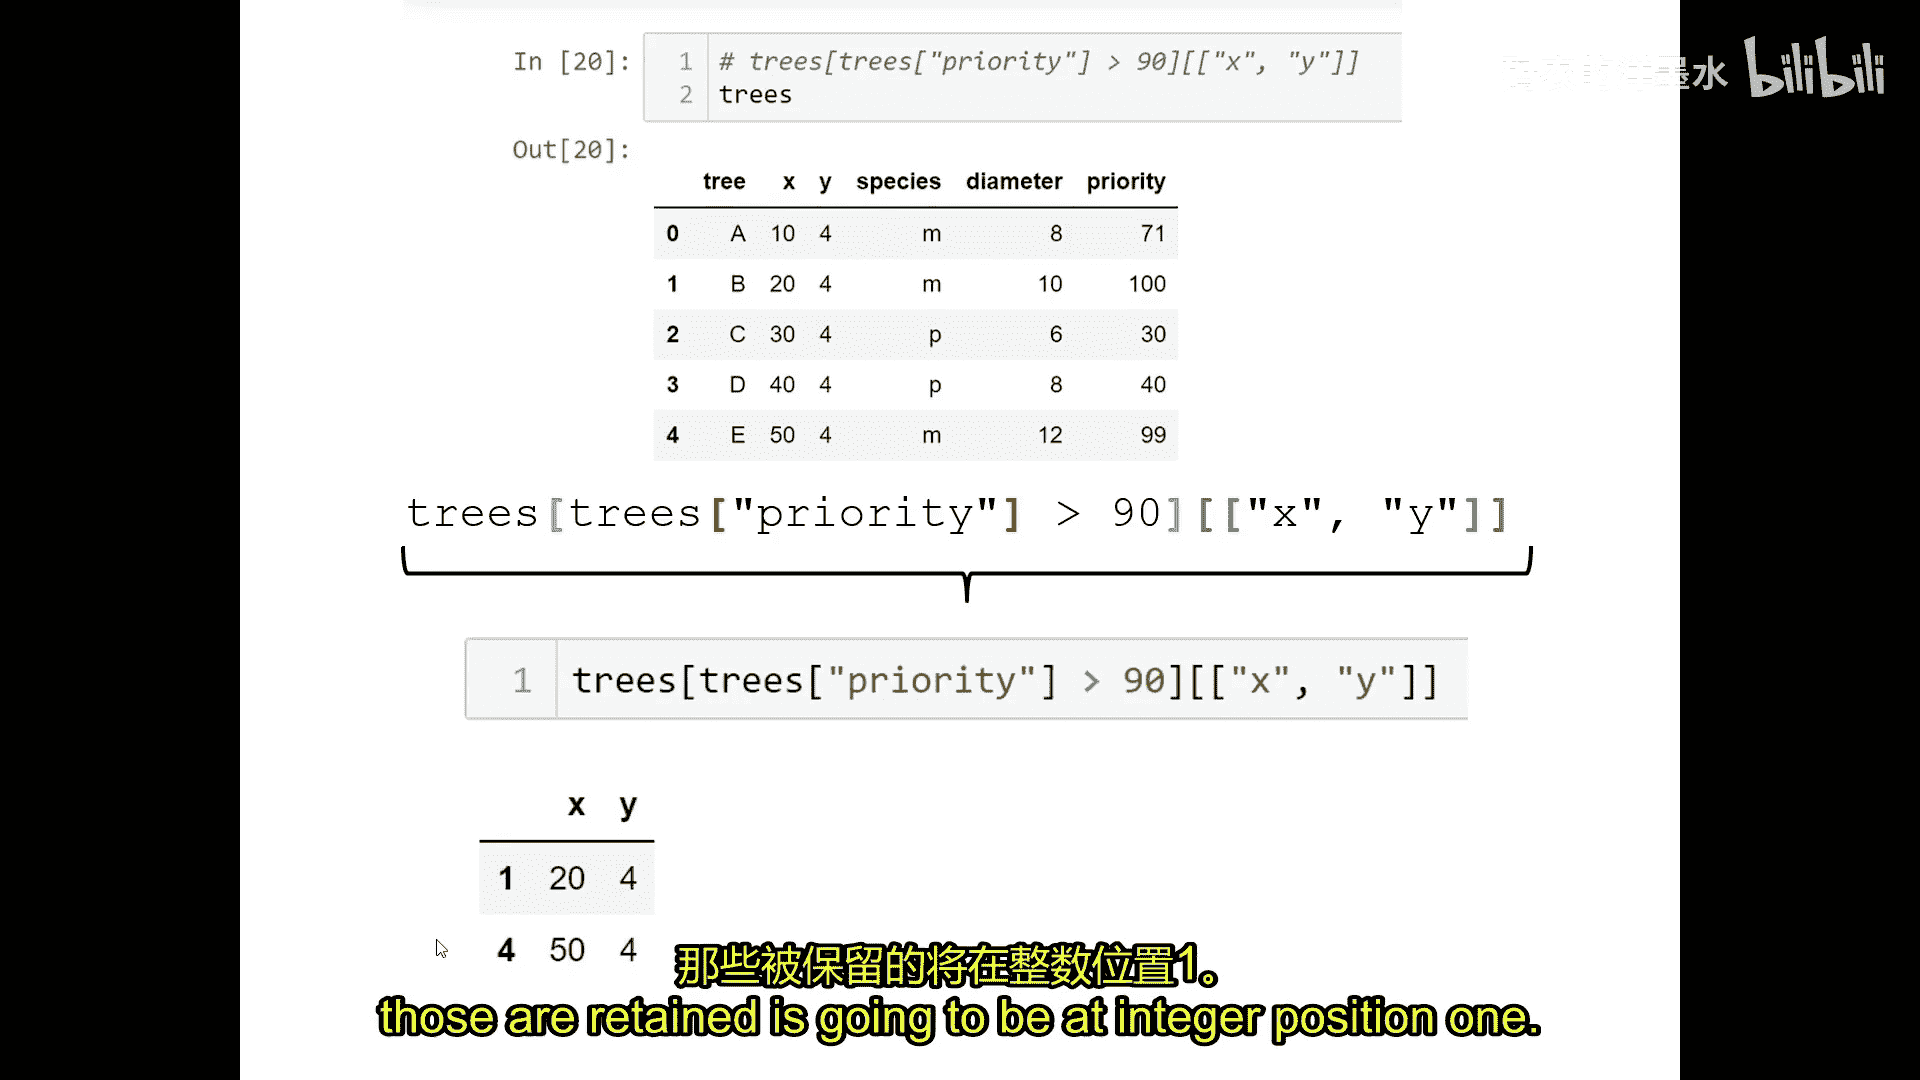 In [20]:
1 # trees[trees["priority"] > 90][["x", "y"]]
2 trees
水 bilibili
Out[20]:
tree x y species diameter priority
0 A 10 4 m 8 71
1 B 20 4 m 10 100
2 C 30 4 p 6 30
3 D 40 4 p 8 40
4 E 50 4 m 12 99
trees[trees["priority"] > 90][["x", "y"]]
1 trees[trees["priority"] > 90][["x", "y"]]
x y
1 20 4
4 50 4
那些被保留的将在整数位置1。
those are retained is going to be at integer position one.